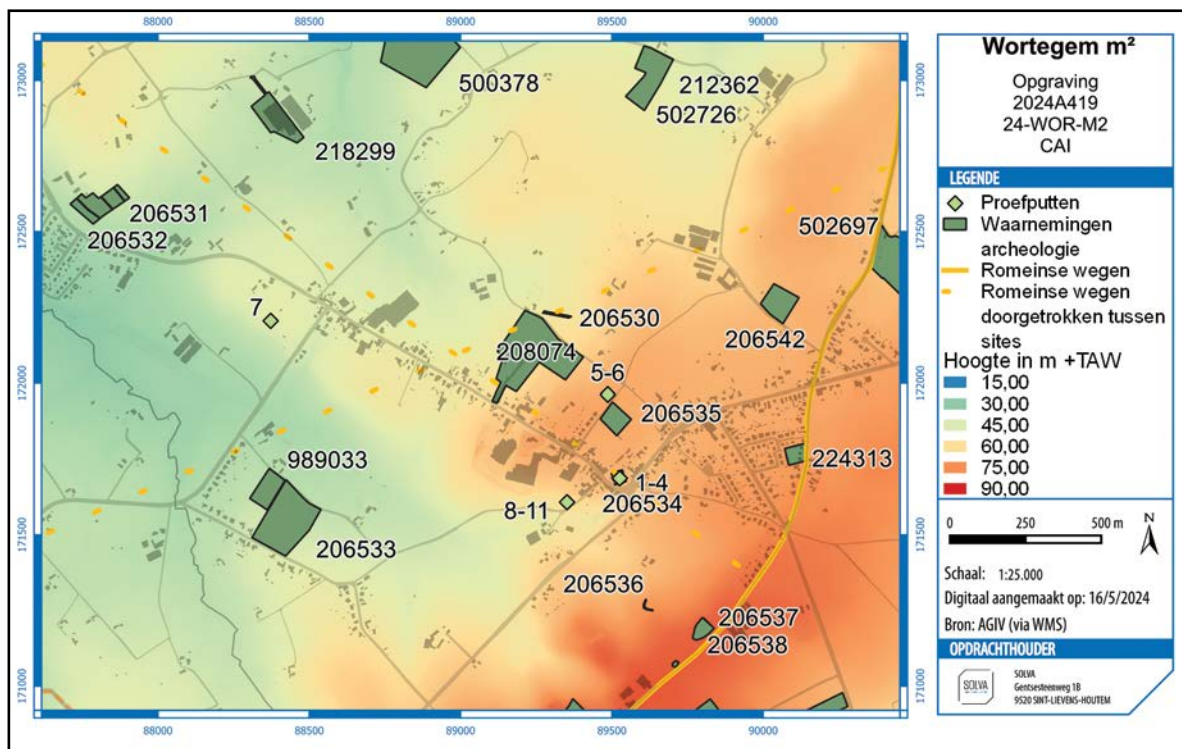 88000 88500 89000 89500 90000
173000
172500
172000
171500
171000
173000
172500
172000
171500
171000
500378
212362
502726
218299
206531
206532
502697
7
206530
208074
206542
5-6
206535
989033
224313
1-4
8-11
206534
206533
206536
206537
206538
88000 88500 89000 89500 90000
Wortegem m²
Opgraving
2024A419
24-WOR-M2
CAI
LEGENDE
Proefputten
Waarnemingen
archeologie
Romeinse wegen
Romeinse wegen
doorgetrokken tussen
sites
Hoogte in m +TAW
15,00
30,00
45,00
60,00
75,00
90,00
0 250 500 m
N
Schaal: 1:25.000
Digitaal aangemaakt op: 16/5/2024
Bron: AGIV (via WMS)
OPDRACHTHOUDER
SOLVA
SOLVA
Gentsesteenweg 1B
9520 SINT-LIEVENS-HOUTEM